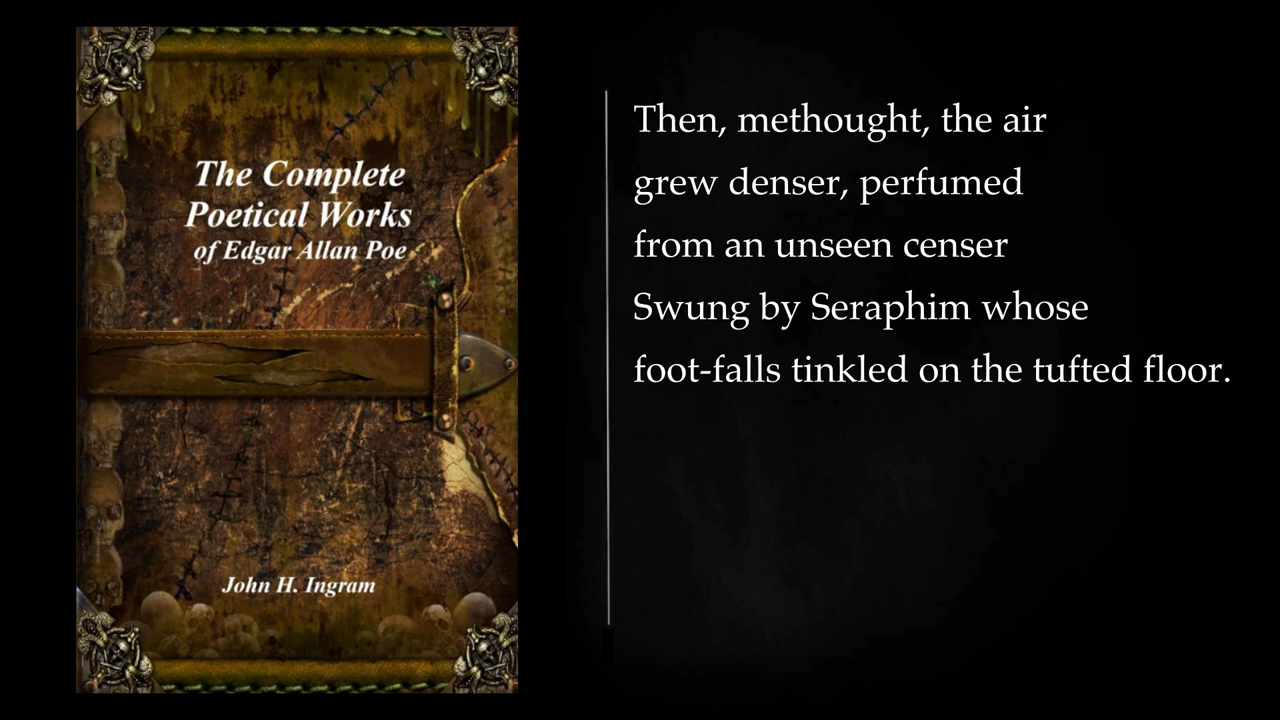 The Complete
Poetical Works
of Edgar Allan Poe
John H. Ingram
Then, methought, the air
grew denser, perfumed
from an unseen censer
Swung by Seraphim whose
foot-falls tinkled on the tufted floor.